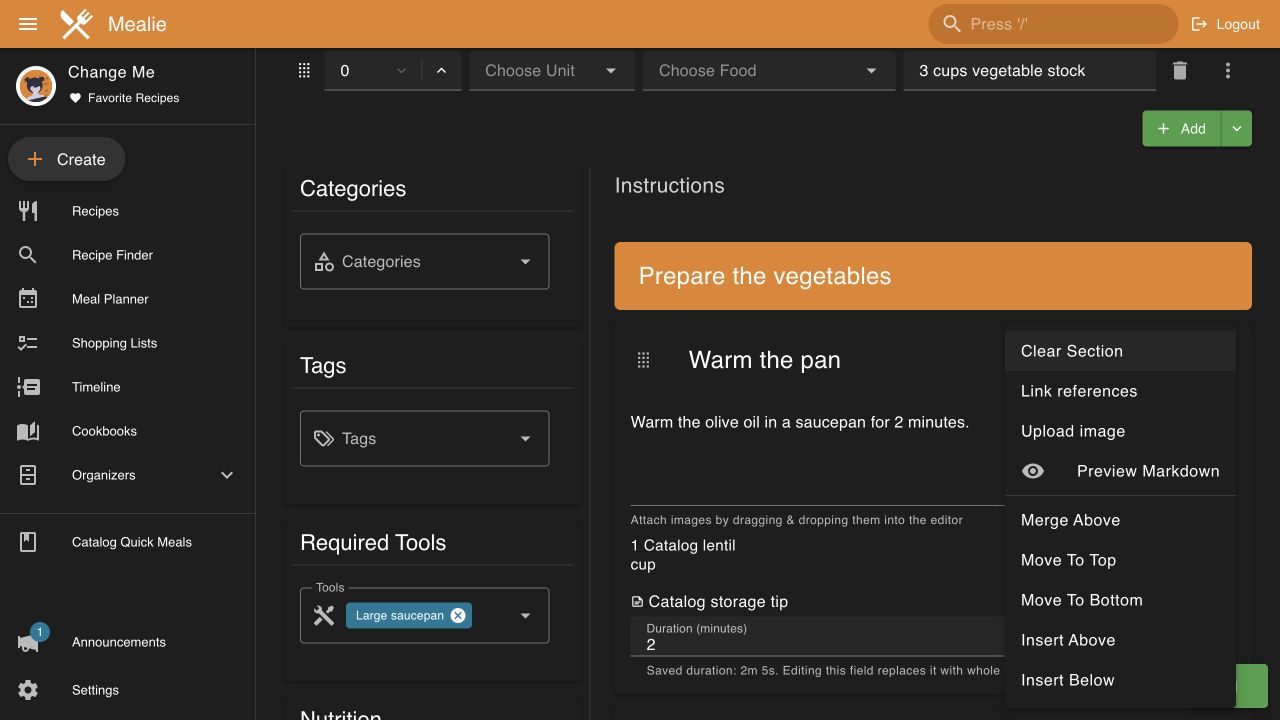 Mealie
Press '/'
Logout
Change Me
Favorite Recipes
Create
Recipes
Recipe Finder
Meal Planner
Shopping Lists
Timeline
Cookbooks
Organizers
Catalog Quick Meals
1
Announcements
Settings
0
Choose Unit
Choose Food
3 cups vegetable stock
Add
Categories
Categories
Tags
Tags
Required Tools
Tools
Large saucepan
Nutrition
Instructions
Prepare the vegetables
Warm the pan
Warm the olive oil in a saucepan for 2 minutes.
Attach images by dragging & dropping them into the editor
1 Catalog lentil
cup
Catalog storage tip
Duration (minutes)
2
Saved duration: 2m 5s. Editing this field replaces it with whole
Clear Section
Link references
Upload image
Preview Markdown
Merge Above
Move To Top
Move To Bottom
Insert Above
Insert Below